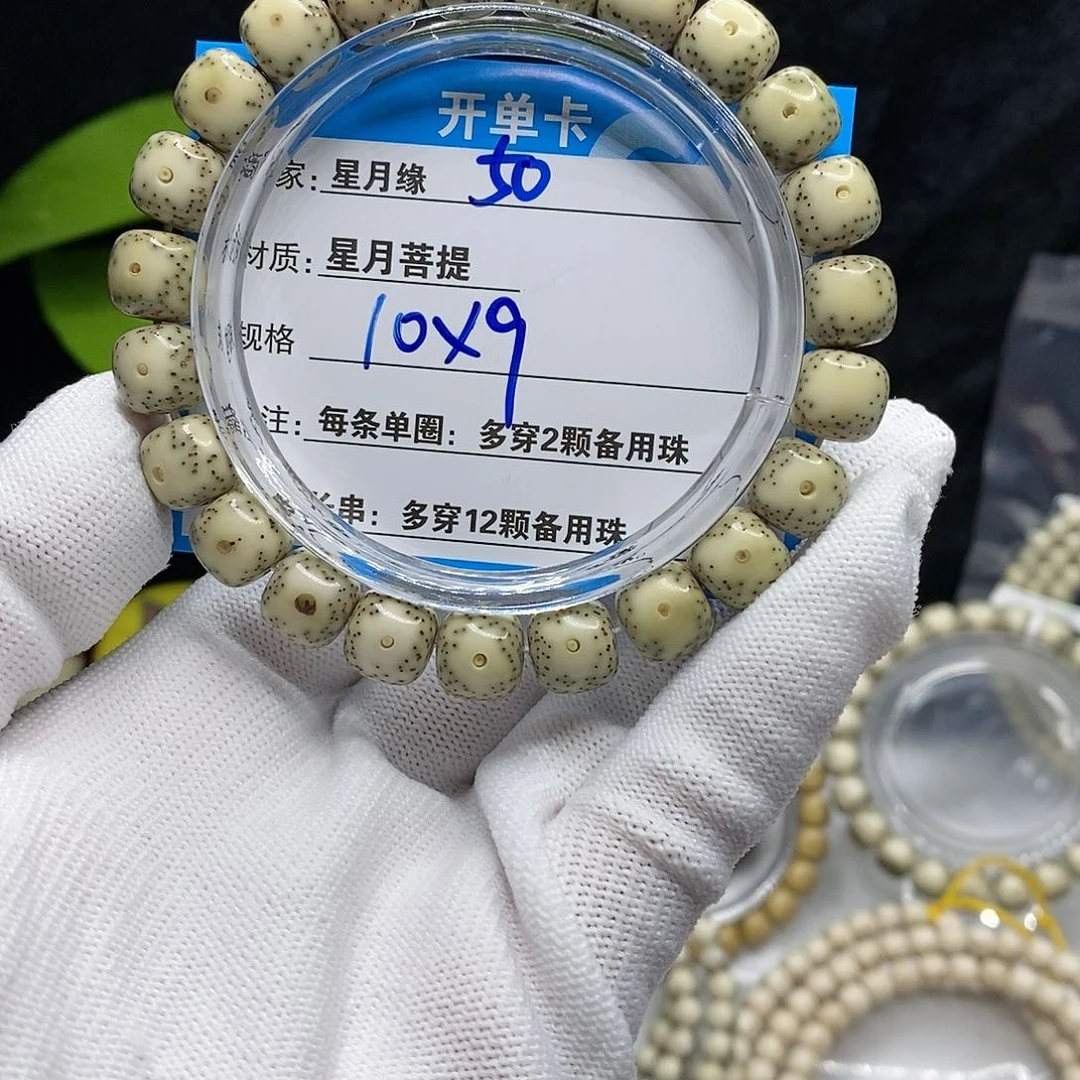 开单卡
家：星月缘 50
材质：星月菩提
规格 10X9
注：每条单圈：多穿2颗备用珠
长串：多穿12颗备用珠